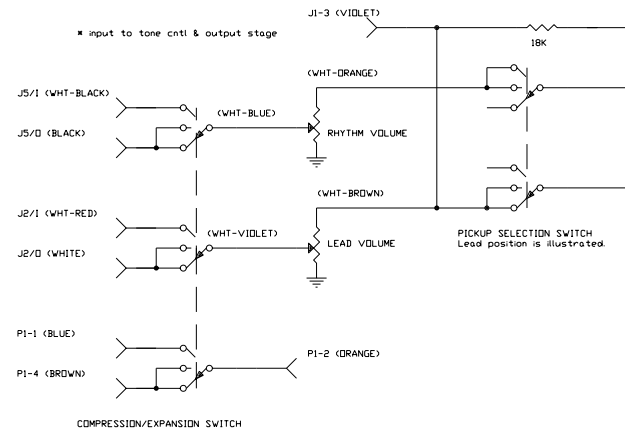 J1-3 (VIOLET)
* input to tone cntl & output stage
18K
(WHT-ORANGE)
J5/I (WHT-BLACK)
(WHT-BLUE)
J5/O (BLACK)
RHYTHM VOLUME
(WHT-BROWN)
J2/I (WHT-RED)
(WHT-VIOLET)
PICKUP SELECTION SWITCH
LEAD VOLUME
Lead position is illustrated.
J2/O (WHITE)
P1-1 (BLUE)
P1-2 (ORANGE)
P1-4 (BROWN)
COMPRESSION/EXPANSION SWITCH